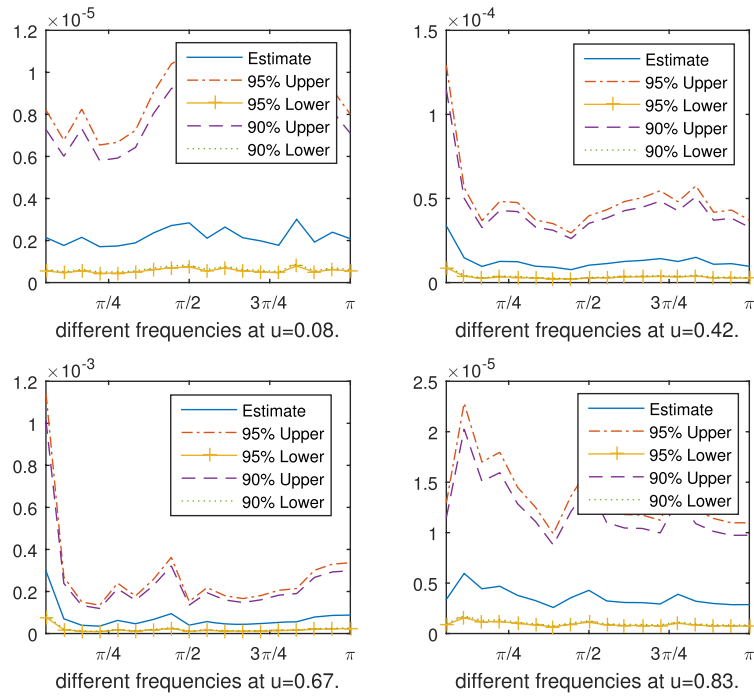 ×10⁻⁵
1.2
1
0.8
0.6
0.4
0.2
0
π/4
π/2
3π/4
π
Estimate
95% Upper
95% Lower
90% Upper
90% Lower
different frequencies at u=0.08.
×10⁻⁴
1.5
1
0.5
0
π/4
π/2
3π/4
π
Estimate
95% Upper
95% Lower
90% Upper
90% Lower
different frequencies at u=0.42.
×10⁻³
1.2
1
0.8
0.6
0.4
0.2
0
π/4
π/2
3π/4
π
Estimate
95% Upper
95% Lower
90% Upper
90% Lower
different frequencies at u=0.67.
×10⁻⁵
2.5
2
1.5
1
0.5
0
π/4
π/2
3π/4
π
Estimate
95% Upper
95% Lower
90% Upper
90% Lower
different frequencies at u=0.83.